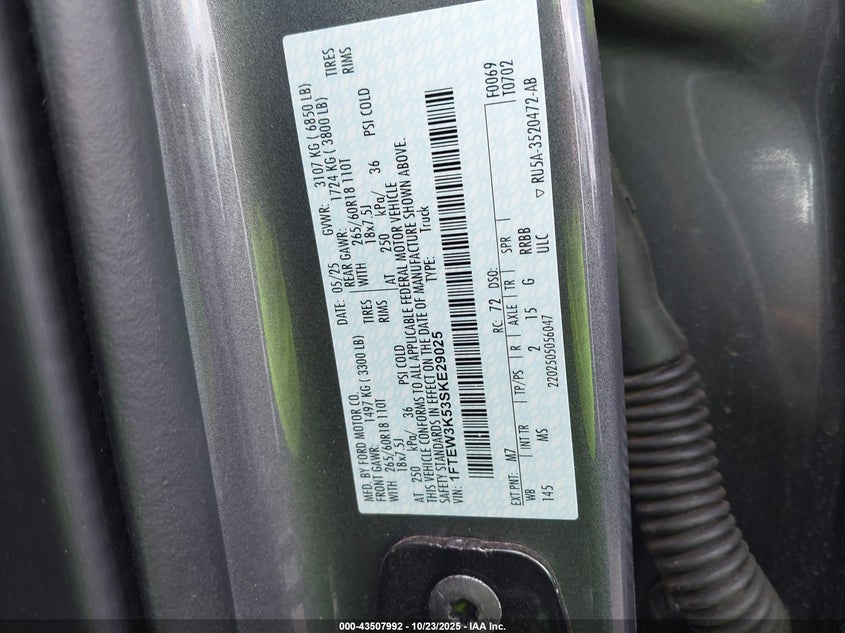 MFD. BY FORD MOTOR CO.
DATE: 05/25
GVWR: 3107 KG ( 6850 LB)
FRONT GAWR: 1497 KG ( 3300 LB)
REAR GAWR: 1724 KG ( 3800 LB)
WITH 265/60R18 110T TIRES
WITH 265/60R18 110T TIRES
18x7.5J RIMS
18x7.5J RIMS
AT 250 kPa/ 36 PSI COLD
AT 250 kPa/ 36 PSI COLD
THIS VEHICLE CONFORMS TO ALL APPLICABLE FEDERAL MOTOR VEHICLE
SAFETY STANDARDS IN EFFECT ON THE DATE OF MANUFACTURE SHOWN ABOVE.
VIN: 1FTEW3K53SKE29025
TYPE: Truck
F0069
T0702
EXT PNT: M7 RC: 72 DSO:
WB INT TR TP/PS R AXLE TR SPR
145 MS 2 15 G RRBB
2202505056047 ULC ▽ RU5A-3520472-AB
000-43507992 - 10/23/2025 - IAA Inc.